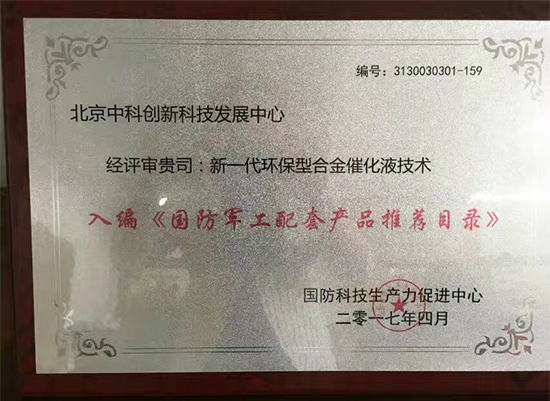 编号：3130030301-159
北京中科创新科技发展中心
经评审贵司：新一代环保型合金催化液技术
入编《国防军工配套产品推荐目录》
国防科技生产力促进中心
二零一七年四月